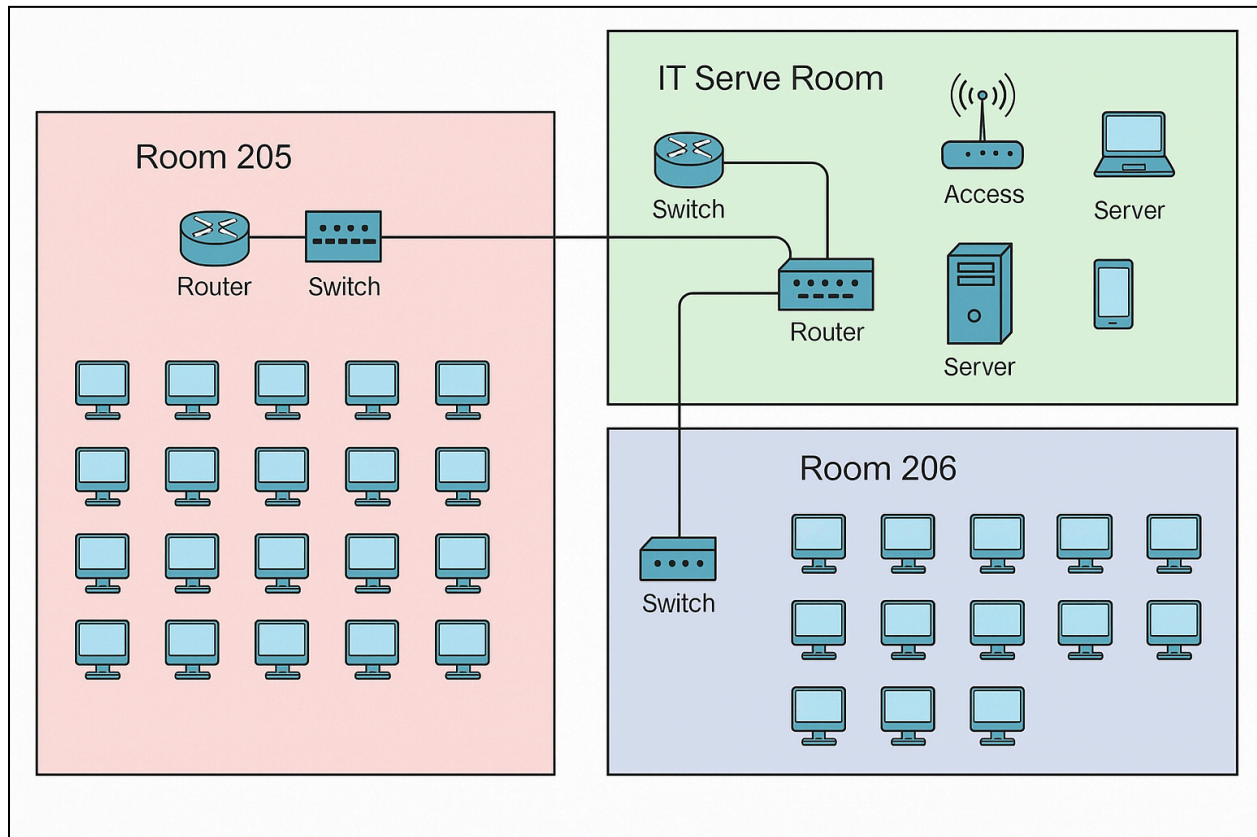 Room 205
Router
Switch
IT Serve Room
Switch
Access
Server
Router
Server
Room 206
Switch